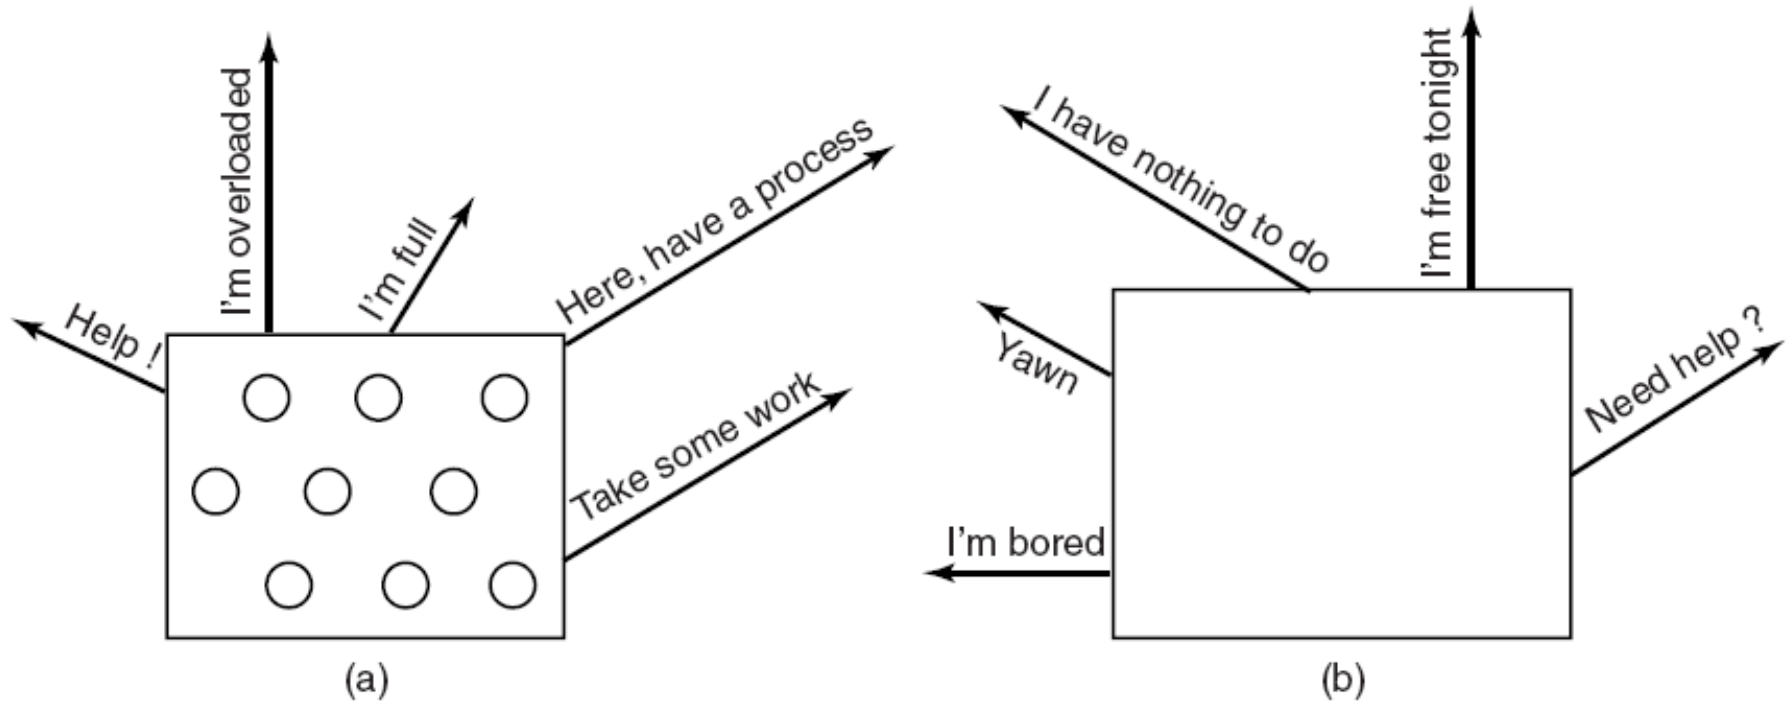 I'm overloaded
I'm full
Here, have a process
Help !
Take some work
(a)
I have nothing to do
I'm free tonight
Yawn
Need help ?
I'm bored
(b)